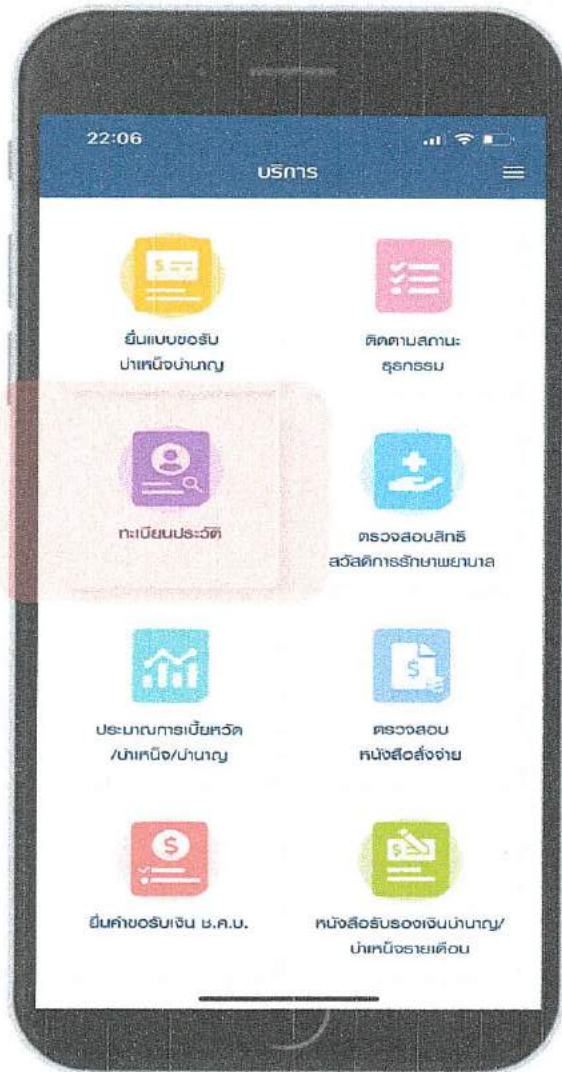 22:06
บริการ
ยื่นแบบขอรับ
บำเหน็จบำนาญ
ติดตามสถานะ
ธุรกรรม
ทะเบียนประวัติ
ตรวจสอบสิทธิ
สวัสดิการรักษาพยาบาล
ประมาณการเบี้ยหวัด
/บำเหน็จ/บำนาญ
ตรวจสอบ
หนังสือสั่งจ่าย
ยื่นคำขอรับเงิน ช.ค.บ.
หนังสือรับรองเงินบำนาญ/
บำเหน็จรายเดือน